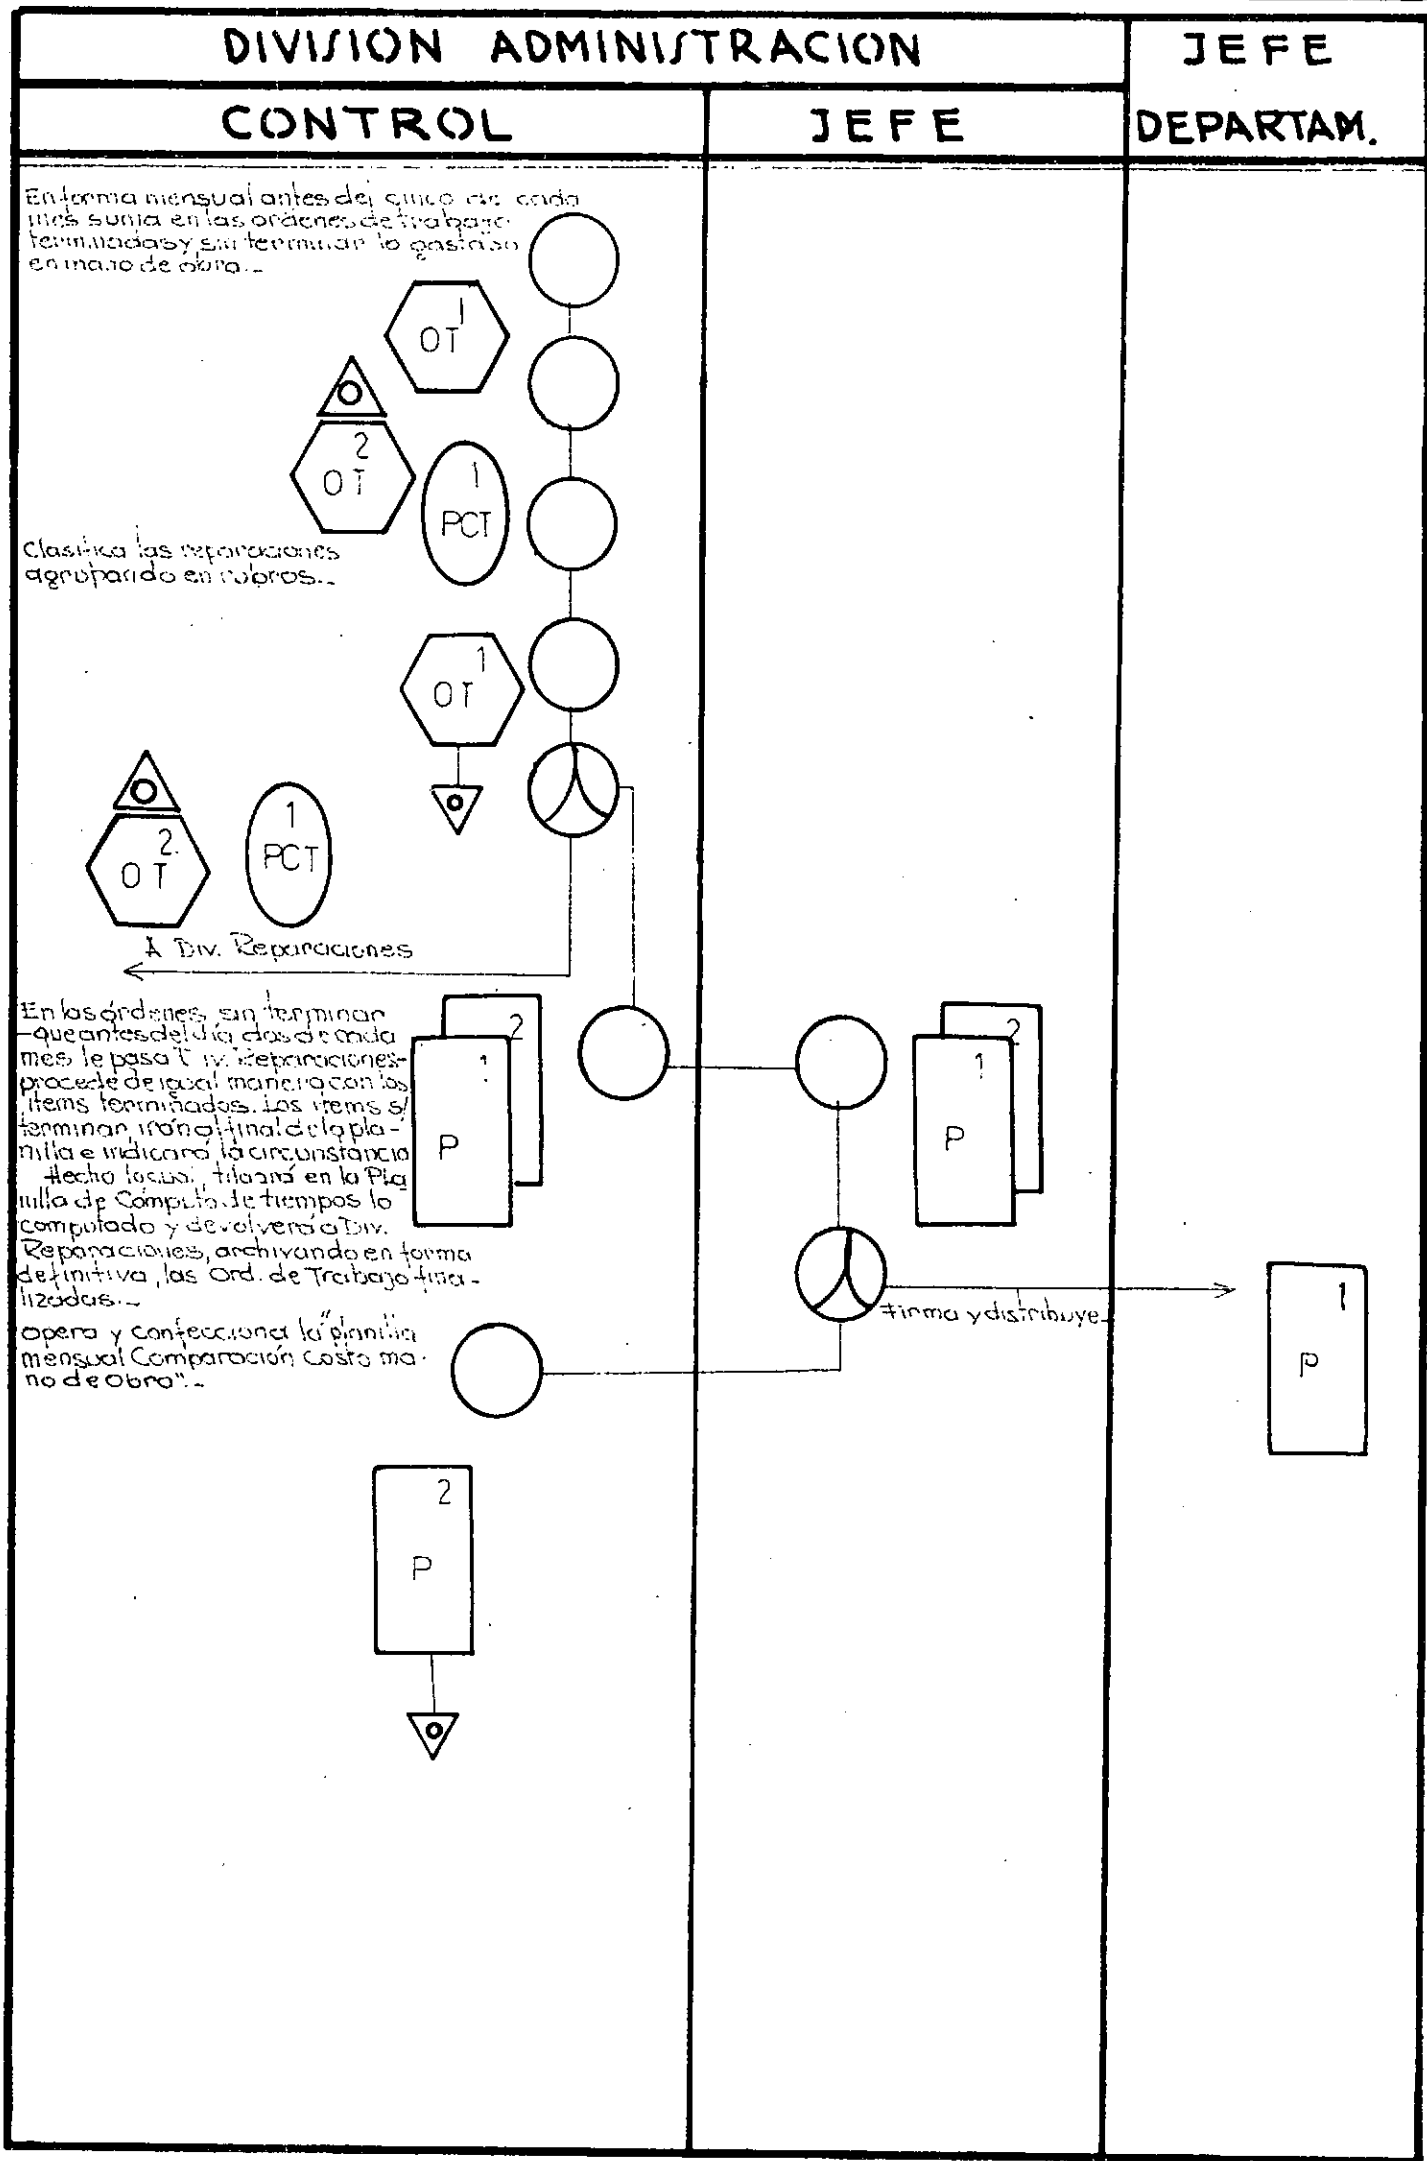 DIVISION ADMINISTRACION
JEFE
DEPARTAM.
CONTROL
JEFE
En forma mensual antes del cinco de cada
mes suma en las ordenes de trabajo
terminadas y sin terminar lo gastado
en mano de obra.-
1
OT
2
OT
1
PCT
Clasifica las reparaciones
agrupando en rubros.-
1
OT
2
OT
1
PCT
A Div. Reparaciones
En las órdenes sin terminar
-que antes del día dos de cada
mes le pasa Div. Reparaciones-
procede de igual manera con los
items terminados. Los items s/
terminar, irán al final de la pla-
nilla e indicará la circunstancia
Hecho lo cual, tildará en la Pla
nilla de Cómputo de tiempos lo
computado y devolverá a Div.
Reparaciones, archivando en forma
definitiva, las Ord. de Trabajo fina-
lizadas.-
2
1
P
2
1
P
Firma y distribuye
1
P
opera y confecciona la "planilla
mensual Comparación Costo ma-
no de obra".-
2
P